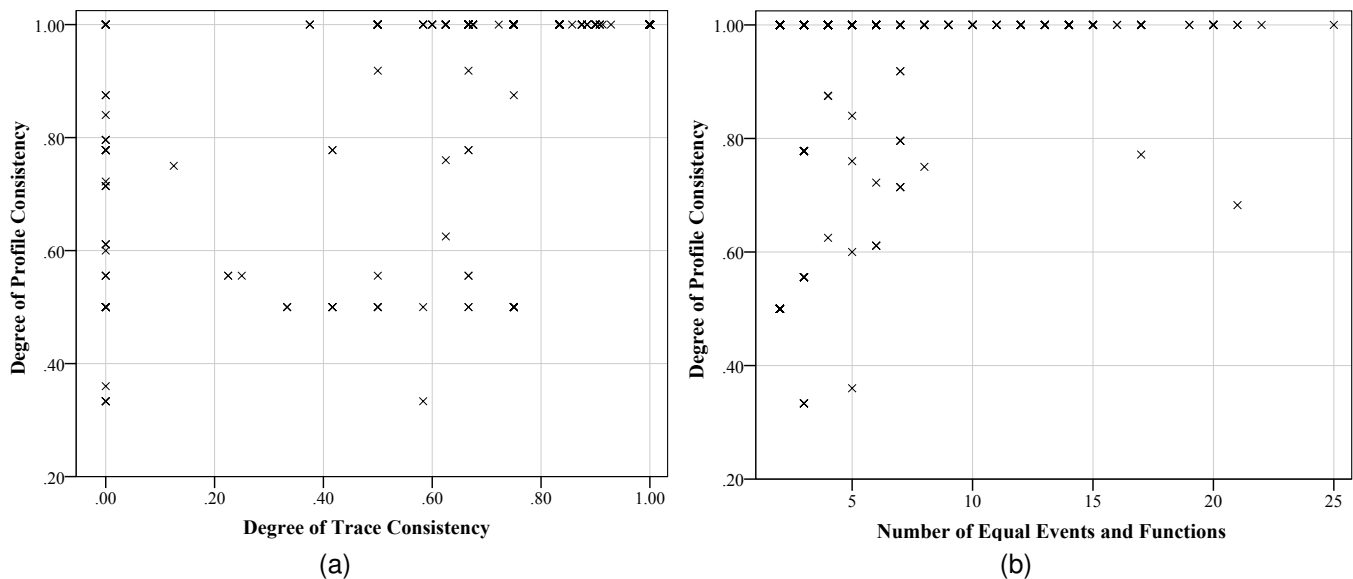 1.00
.80
.60
.40
.20
Degree of Profile Consistency
.00 .20 .40 .60 .80 1.00
Degree of Trace Consistency
(a)
1.00
.80
.60
.40
.20
Degree of Profile Consistency
5 10 15 20 25
Number of Equal Events and Functions
(b)